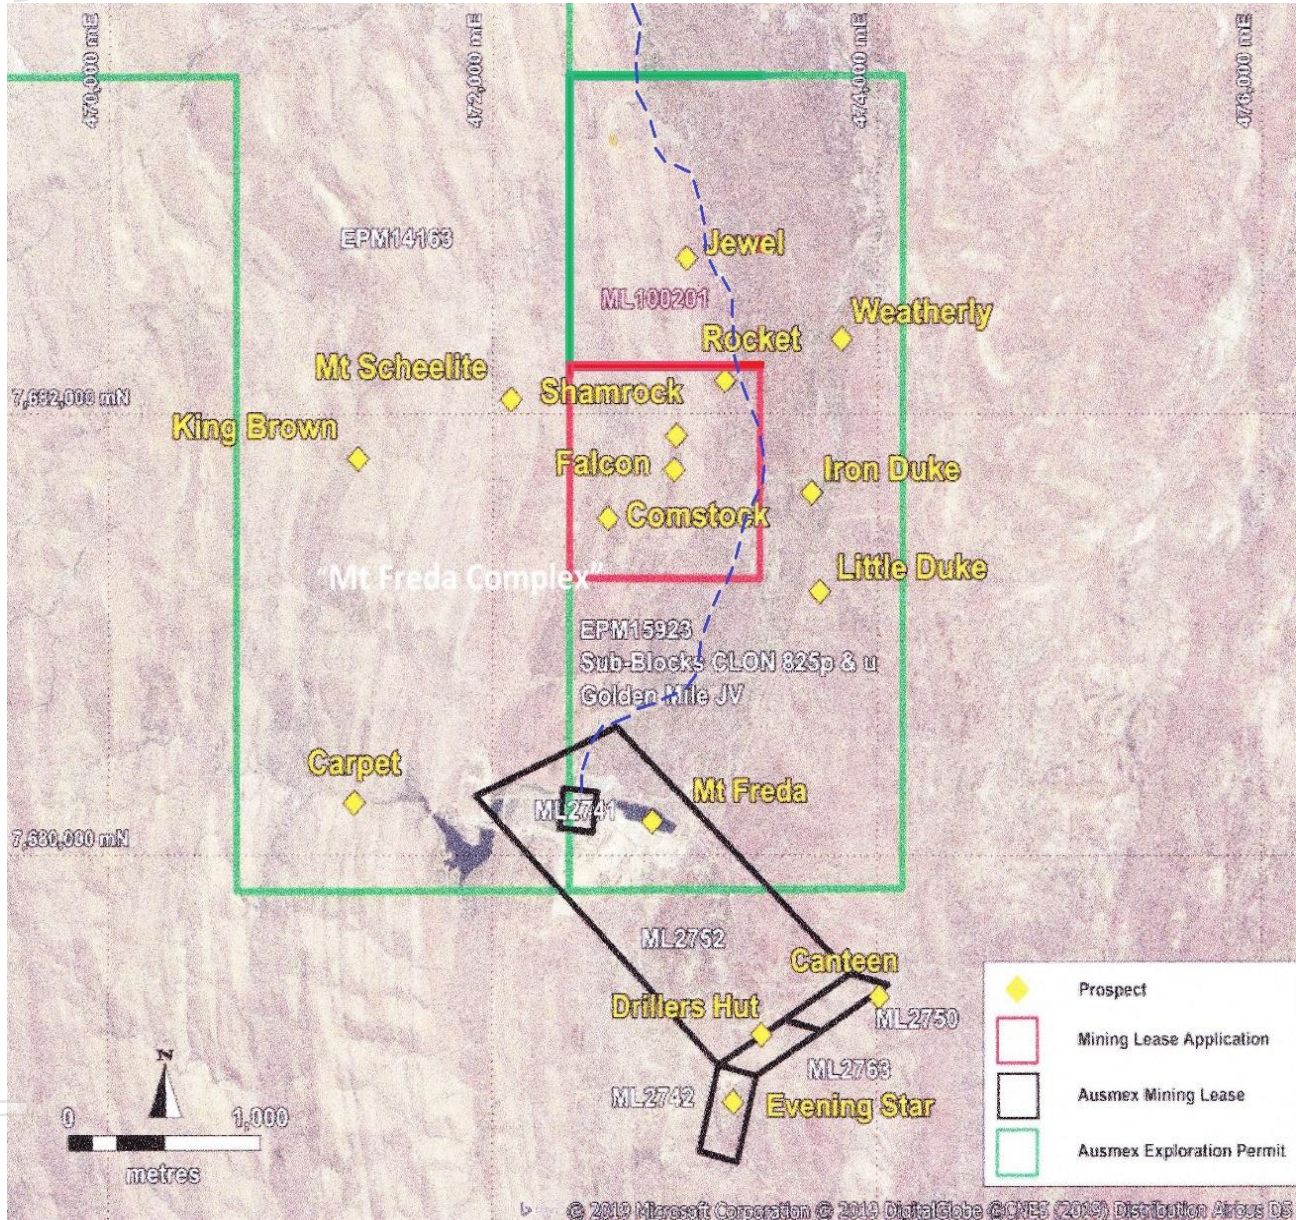 470,000 mE
472,000 mE
474,000 mE
476,000 mE
EPM14163
Jewel
ML100201
Weatherly
Rocket
Mt Scheelite
Shamrock
7,682,000 mN
King Brown
Falcon
Iron Duke
Comstock
"Mt Freda Complex"
Little Duke
EPM15923
Sub-Blocks CLON 825p & u
Golden Mile JV
Carpet
Mt Freda
ML2741
7,680,000 mN
ML2752
Canteen
Drillers Hut
ML2750
ML2763
ML2742
Evening Star
N
0 1,000
metres
Prospect
Mining Lease Application
Ausmex Mining Lease
Ausmex Exploration Permit
© 2019 Microsoft Corporation © 2019 DigitalGlobe ©CNES (2019) Distribution Airbus DS